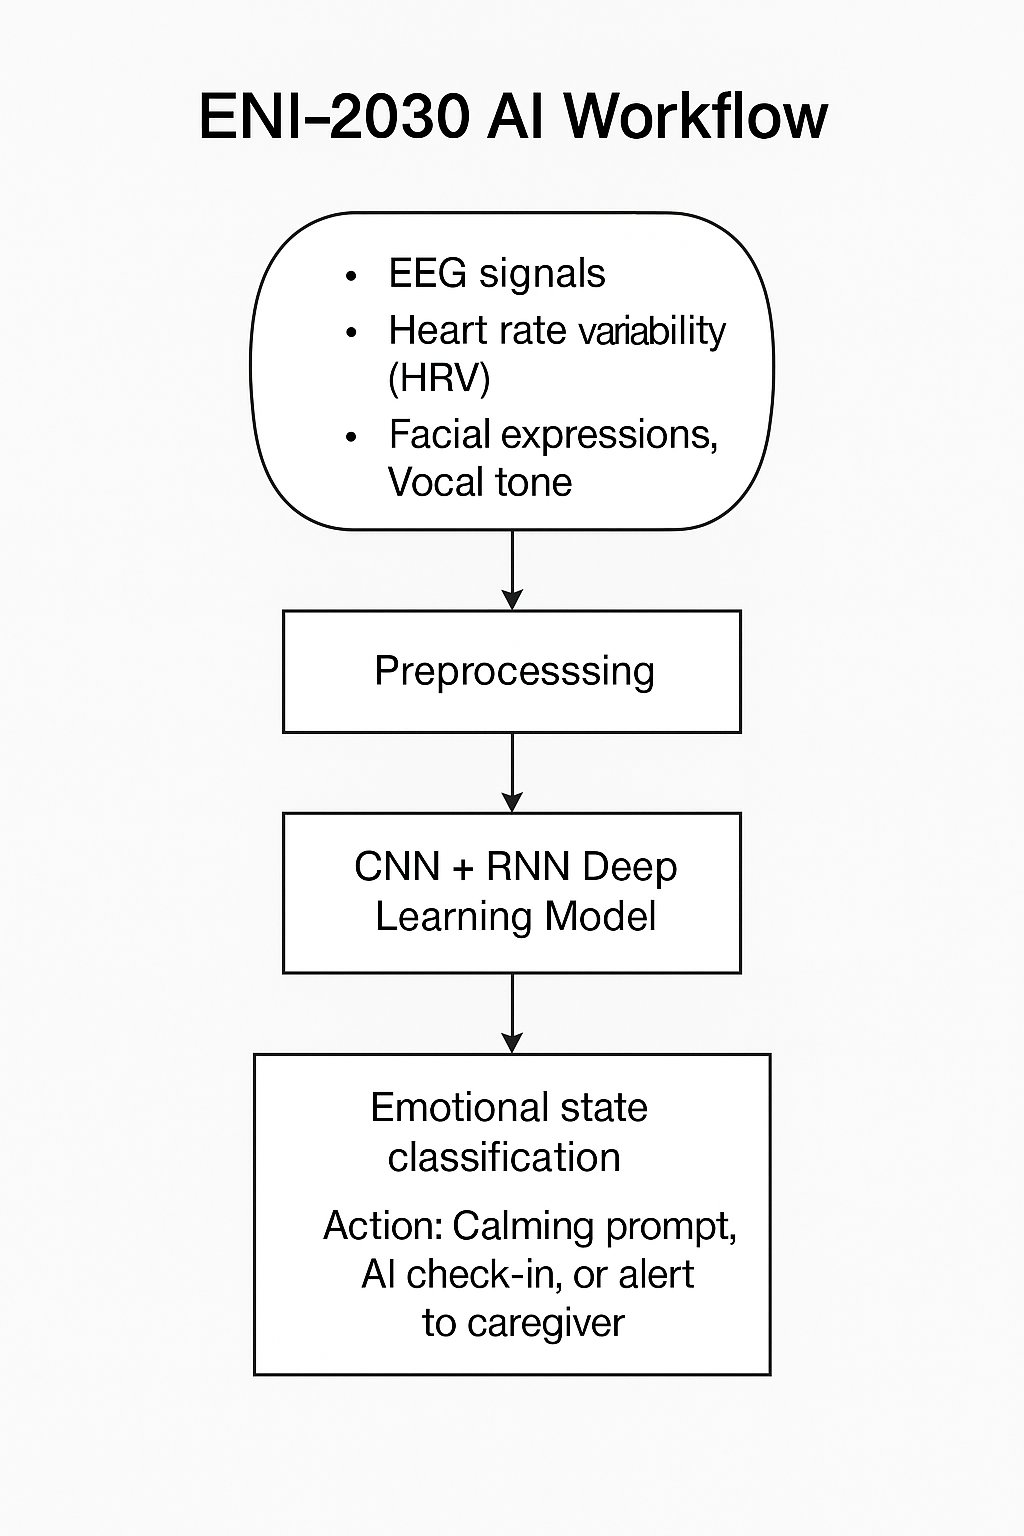 ENI–2030 AI Workflow
• EEG signals
• Heart rate variability
(HRV)
• Facial expressions,
Vocal tone
Preprocesssing
CNN + RNN Deep
Learning Model
Emotional state
classification
Action: Calming prompt,
AI check-in, or alert
to caregiver